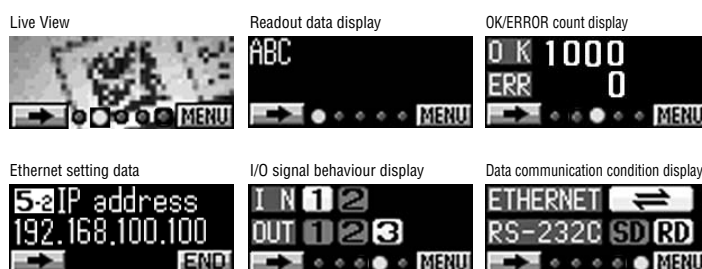 Live View
MENU
Readout data display
ABC
MENU
OK/ERROR count display
OK 1000
ERR 0
MENU
Ethernet setting data
5-2 IP address
192.168.100.100
END
I/O signal behaviour display
IN 1 2
OUT 1 2 3
MENU
Data communication condition display
ETHERNET
RS-232C SD RD
MENU